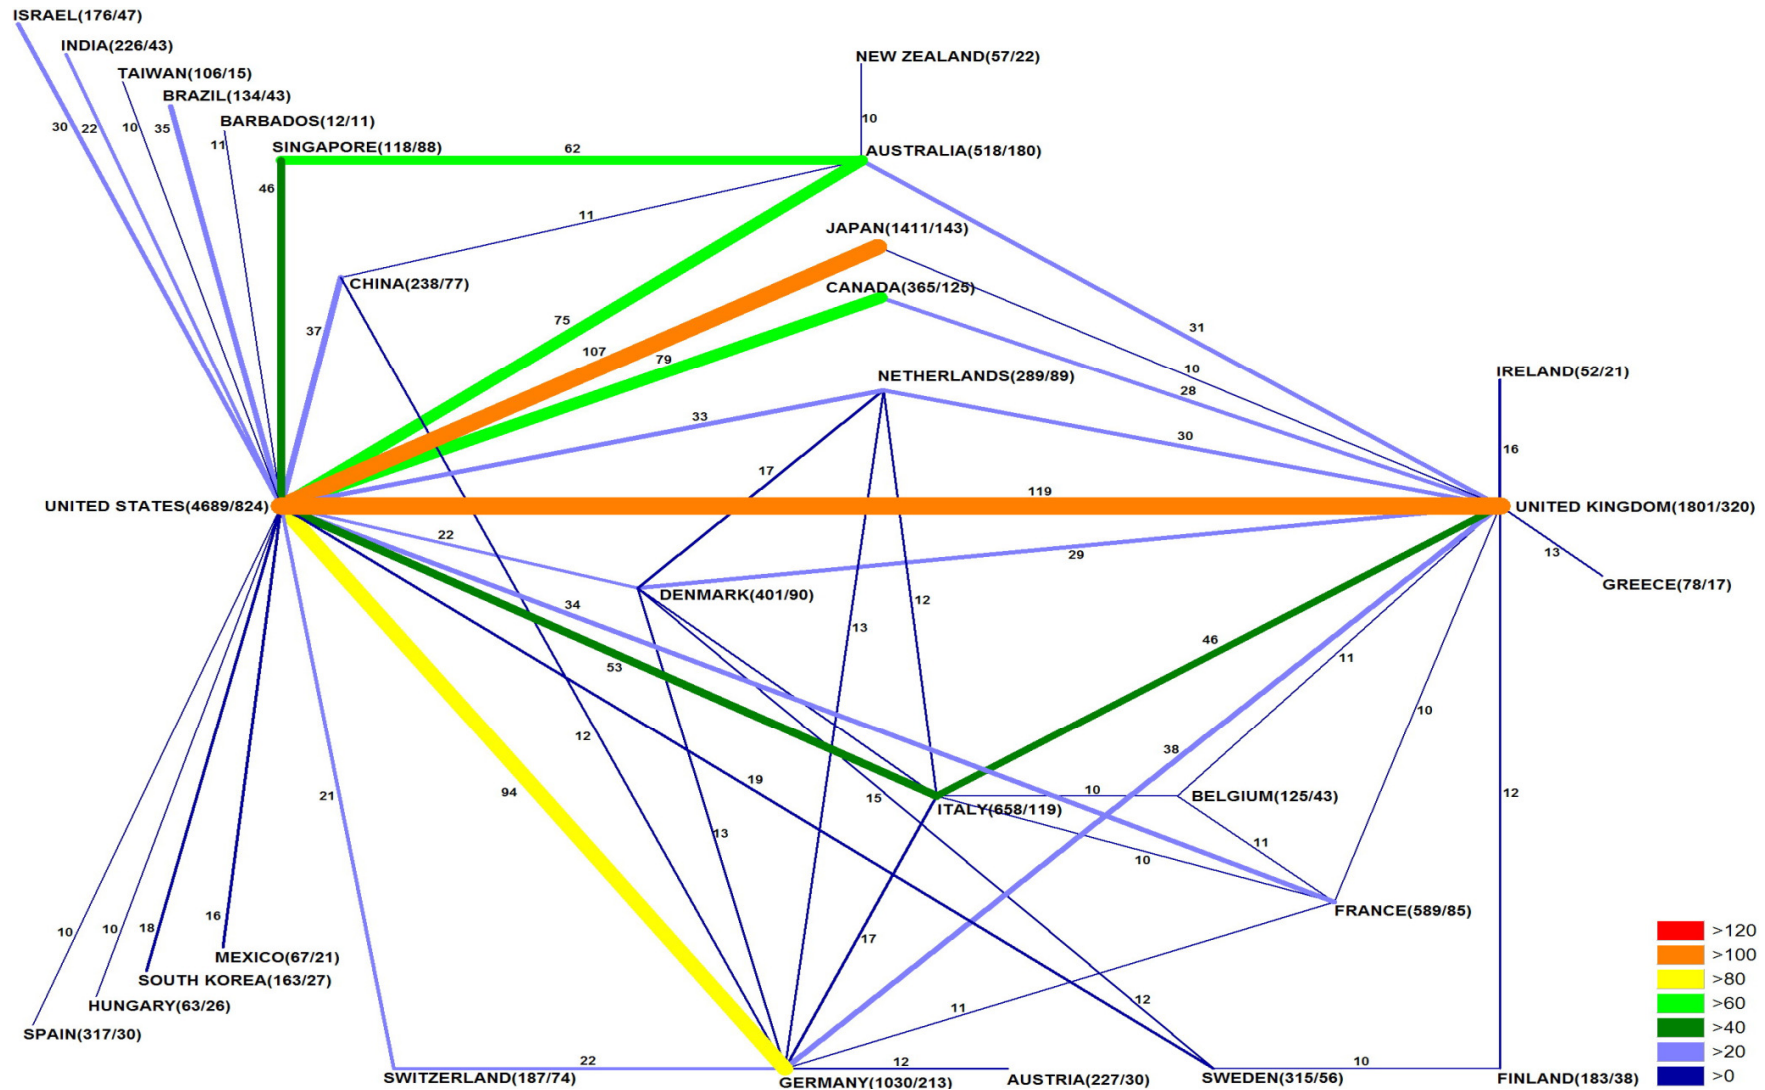 ISRAEL(176/47)
INDIA(226/43)
TAIWAN(106/15)
BRAZIL(134/43)
BARBADOS(12/11)
SINGAPORE(118/88)
NEW ZEALAND(57/22)
AUSTRALIA(518/180)
30
22
10
35
11
62
10
46
11
JAPAN(1411/143)
CHINA(238/77)
CANADA(365/125)
37
75
107
79
31
10
28
IRELAND(52/21)
NETHERLANDS(289/89)
33
30
17
16
119
UNITED STATES(4689/824)
UNITED KINGDOM(1801/320)
22
29
13
GREECE(78/17)
DENMARK(401/90)
34
12
13
46
11
53
10
12
38
19
94
21
15
10
12
ITALY(658/119)
BELGIUM(125/43)
13
10
11
FRANCE(589/85)
10
10
18
16
17
MEXICO(67/21)
SOUTH KOREA(163/27)
HUNGARY(63/26)
SPAIN(317/30)
11
12
22
12
10
SWITZERLAND(187/74)
GERMANY(1030/213)
AUSTRIA(227/30)
SWEDEN(315/56)
FINLAND(183/38)
>120
>100
>80
>60
>40
>20
>0